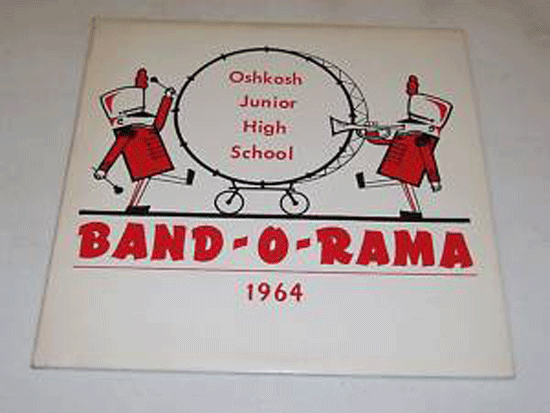 Oshkosh
Junior
High
School
BAND-O-RAMA
1964